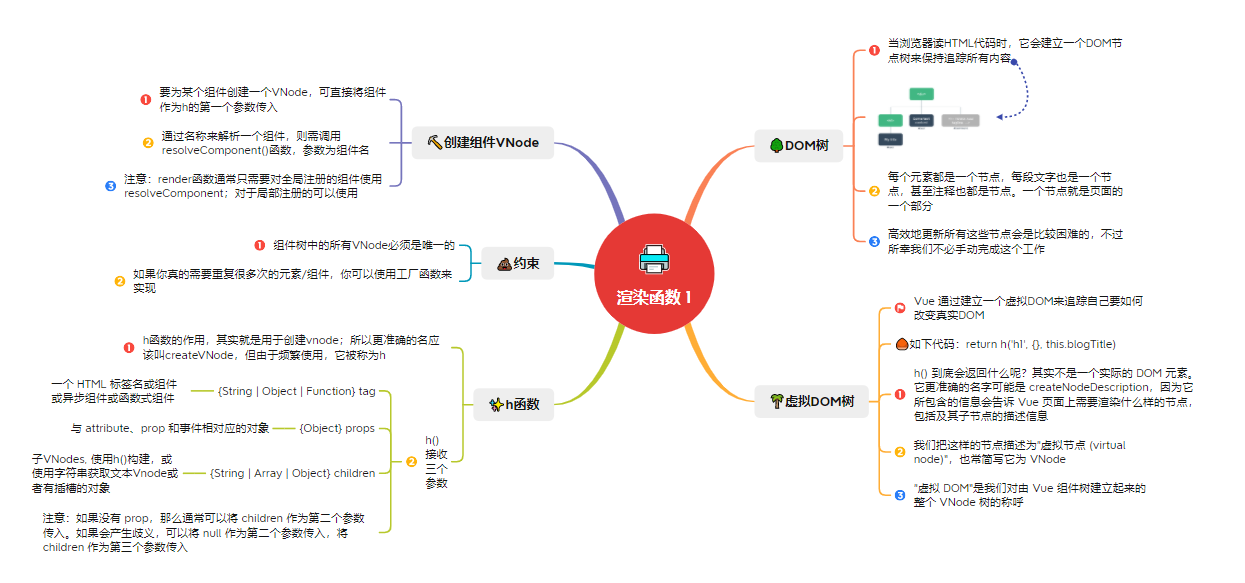 渲染函数 1
DOM树
1
当浏览器读HTML代码时，它会建立一个DOM节
点树来保持追踪所有内容
2
每个元素都是一个节点，每段文字也是一个节
点，甚至注释也都是节点。一个节点就是页面的
一个部分
3
高效地更新所有这些节点会是比较困难的，不过
所幸我们不必手动完成这个工作
虚拟DOM树
Vue 通过建立一个虚拟DOM来追踪自己要如何
改变真实DOM
如下代码：return h('h1', {}, this.blogTitle)
1
h() 到底会返回什么呢？其实不是一个实际的 DOM 元素。
它更准确的名字可能是 createNodeDescription，因为它
所包含的信息会告诉 Vue 页面上需要渲染什么样的节点，
包括及其子节点的描述信息
2
我们把这样的节点描述为"虚拟节点 (virtual
node)"，也常简写它为 VNode
3
"虚拟 DOM"是我们对由 Vue 组件树建立起来的
整个 VNode 树的称呼
创建组件VNode
1
要为某个组件创建一个VNode，可直接将组件
作为h的第一个参数传入
2
通过名称来解析一个组件，则需调用
resolveComponent()函数，参数为组件名
3
注意：render函数通常只需要对全局注册的组件使用
resolveComponent；对于局部注册的可以使用
约束
1
组件树中的所有VNode必须是唯一的
2
如果你真的需要重复很多次的元素/组件，你可以使用工厂函数来
实现
h函数
1
h函数的作用，其实就是用于创建vnode；所以更准确的名应
该叫createVNode，但由于频繁使用，它被称为h
2
h()
接收
三个
参数
{String | Object | Function} tag
一个 HTML 标签名或组件
或异步组件或函数式组件
{Object} props
与 attribute、prop 和事件相对应的对象
{String | Array | Object} children
子VNodes, 使用h()构建，或
使用字符串获取文本Vnode或
者有插槽的对象
注意：如果没有 prop，那么通常可以将 children 作为第二个参数
传入。如果会产生歧义，可以将 null 作为第二个参数传入，将
children 作为第三个参数传入